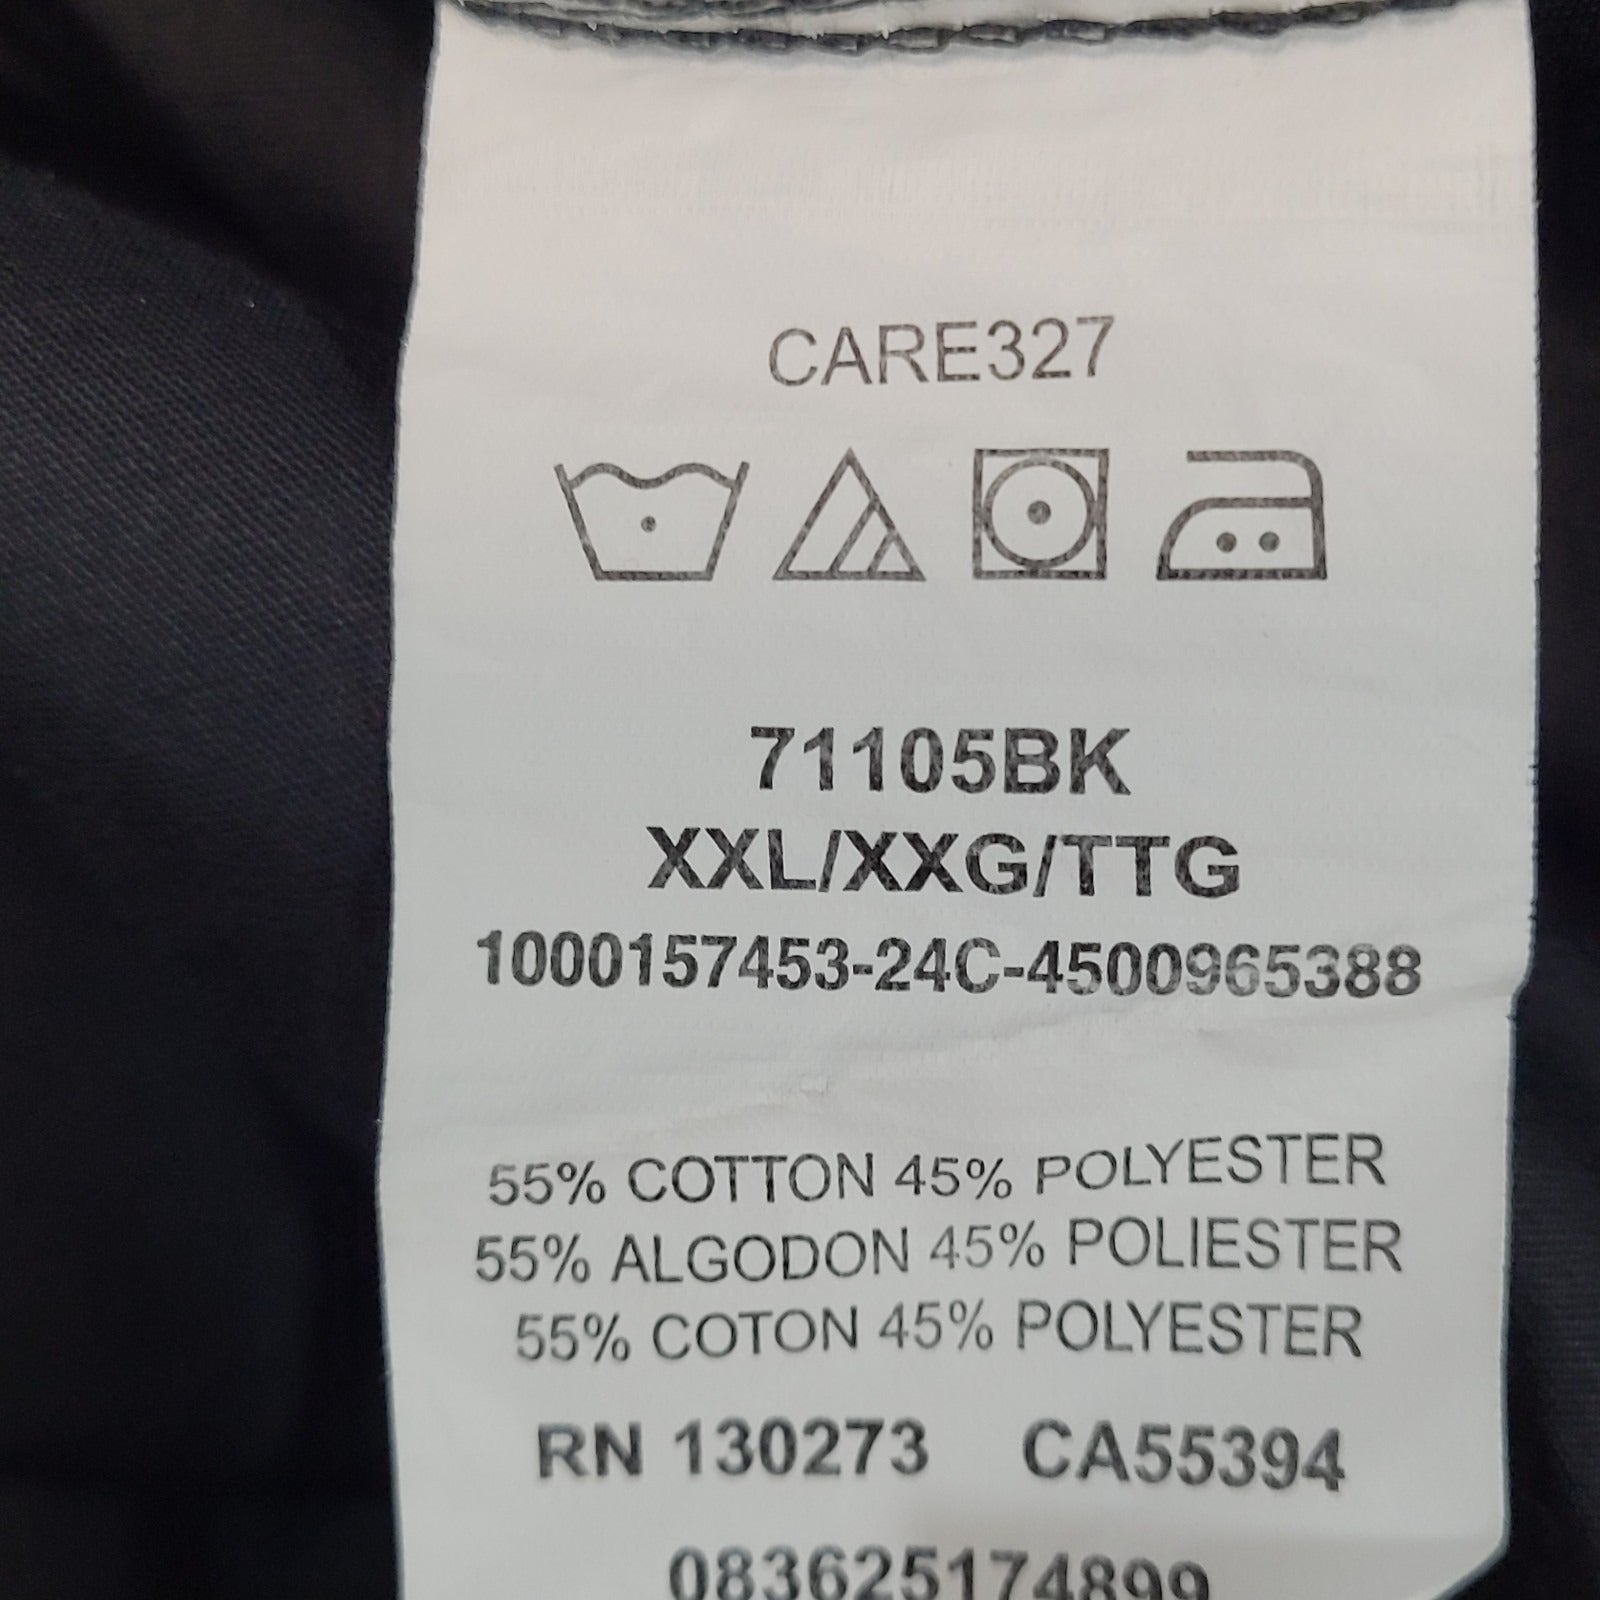 CARE327
71105BK
XXL/XXG/TTG
1000157453-24C-4500965388
55% COTTON 45% POLYESTER
55% ALGODON 45% POLIESTER
55% COTON 45% POLYESTER
RN 130273 CA55394
083625174899